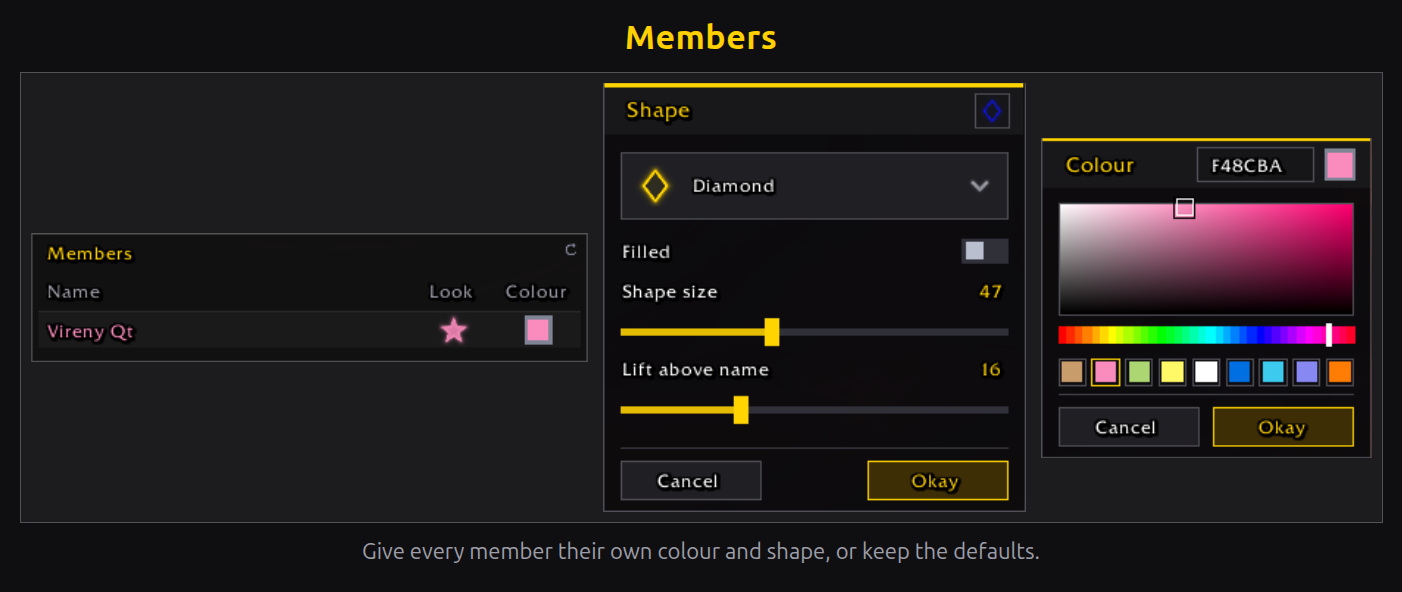 Members
Members
Name Look Colour
Vireny Qt
Shape
Diamond
Filled
Shape size 47
Lift above name 16
Cancel Okay
Colour F48CBA
Cancel Okay
Give every member their own colour and shape, or keep the defaults.